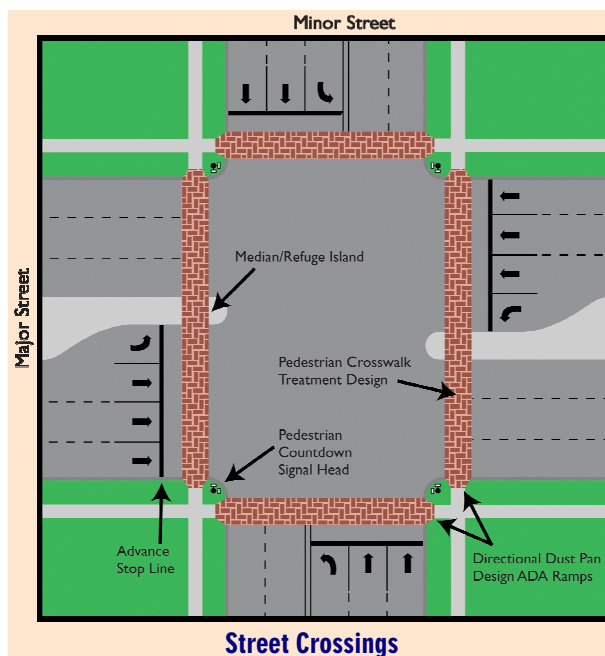 Minor Street
Major Street
Median/Refuge Island
Pedestrian Crosswalk
Treatment Design
Pedestrian
Countdown
Signal Head
Advance
Stop Line
Directional Dust Pan
Design ADA Ramps
Street Crossings